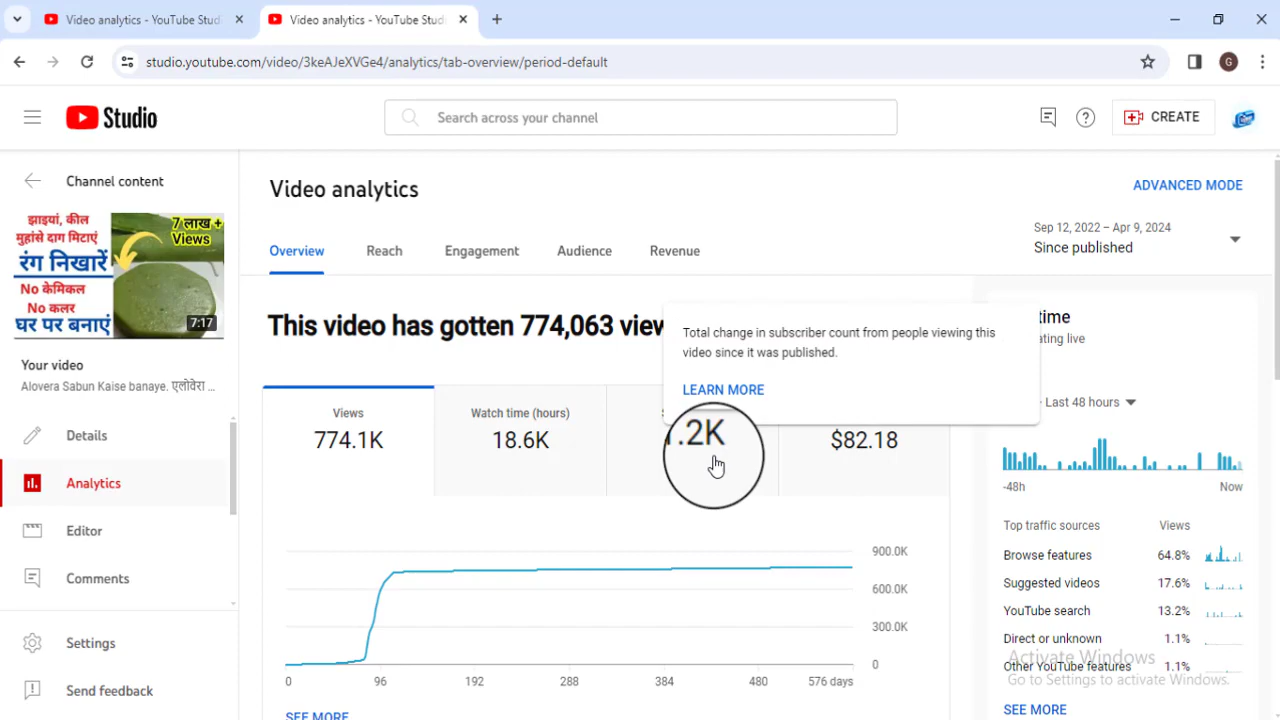 Video analytics - YouTube Studi
Video analytics - YouTube Studi
studio.youtube.com/video/3keAJeXVGe4/analytics/tab-overview/period-default
G
Studio
Search across your channel
CREATE
Channel content
झाइयां, कील
मुहांसे दाग मिटाएं
रंग निखारें
No केमिकल
No कलर
घर पर बनाएं
7 लाख +
Views
7:17
Your video
Alovera Sabun Kaise banaye. एलोवेरा ...
Details
Analytics
Editor
Comments
Settings
Send feedback
Video analytics
ADVANCED MODE
Overview
Reach
Engagement
Audience
Revenue
Sep 12, 2022 – Apr 9, 2024
Since published
This video has gotten 774,063 view
Total change in subscriber count from people viewing this
video since it was published.
LEARN MORE
Views
774.1K
Watch time (hours)
18.6K
.2K
$82.18
900.0K
600.0K
300.0K
0
0
96
192
288
384
480
576 days
SEE MORE
time
ating live
Last 48 hours
-48h
Now
Top traffic sources
Views
Browse features
64.8%
Suggested videos
17.6%
YouTube search
13.2%
Direct or unknown
1.1%
Other YouTube features
1.1%
Activate Windows
Go to Settings to activate Windows.
SEE MORE